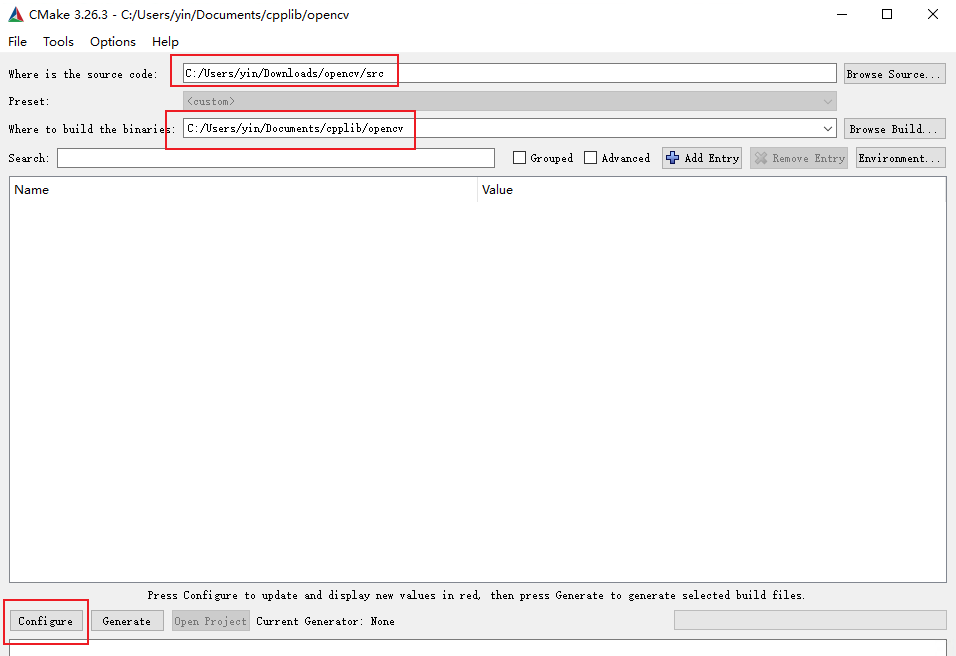 CMake 3.26.3 - C:/Users/yin/Documents/cpplib/opencv
File Tools Options Help
Where is the source code: C:/Users/yin/Downloads/opencv/src Browse Source...
Preset: <custom>
Where to build the binaries: C:/Users/yin/Documents/cpplib/opencv Browse Build...
Search: Grouped Advanced Add Entry Remove Entry Environment...
Name Value
Press Configure to update and display new values in red, then press Generate to generate selected build files.
Configure Generate Open Project Current Generator: None